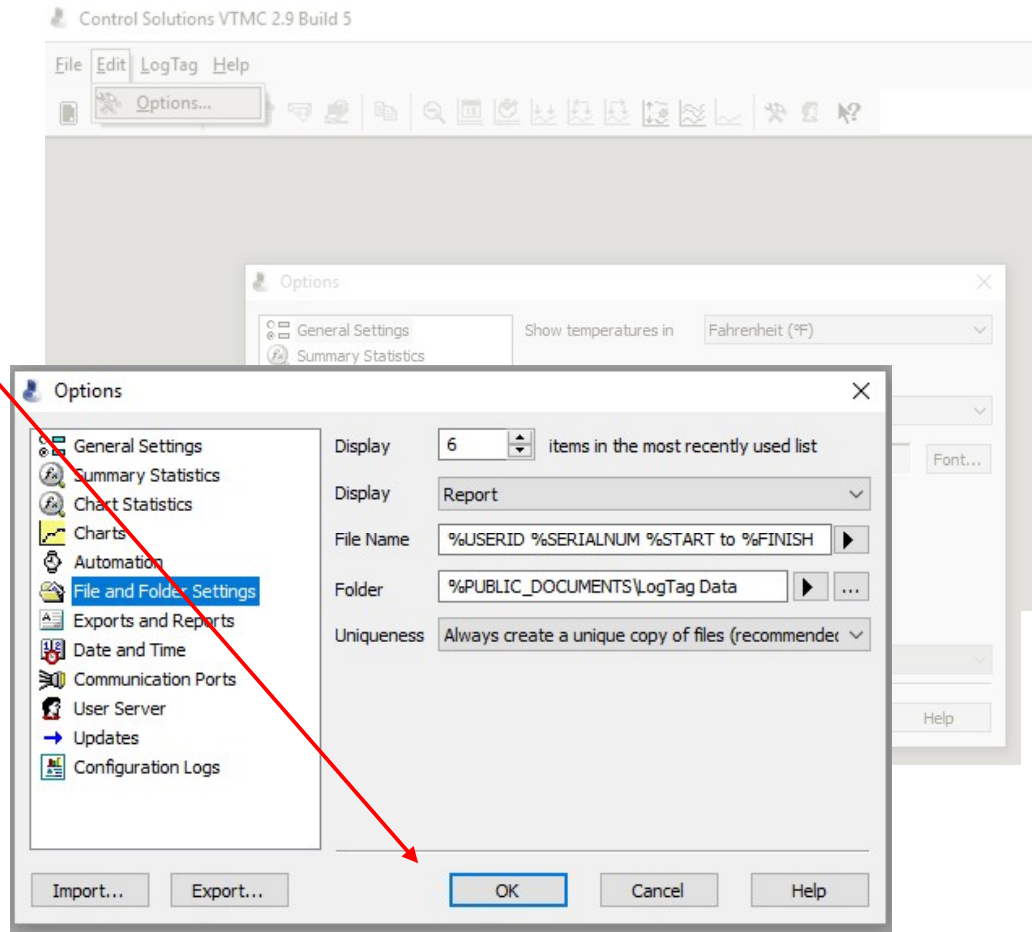 Control Solutions VTMC 2.9 Build 5
File Edit LogTag Help
Options...
Options
General Settings
Summary Statistics
Show temperatures in Fahrenheit (°F)
Font...
Help
Options
General Settings
Summary Statistics
Chart Statistics
Charts
Automation
File and Folder Settings
Exports and Reports
Date and Time
Communication Ports
User Server
Updates
Configuration Logs
Display 6 items in the most recently used list
Display Report
File Name %USERID %SERIALNUM %START to %FINISH
Folder %PUBLIC_DOCUMENTS\LogTag Data ...
Uniqueness Always create a unique copy of files (recommended
Import... Export... OK Cancel Help